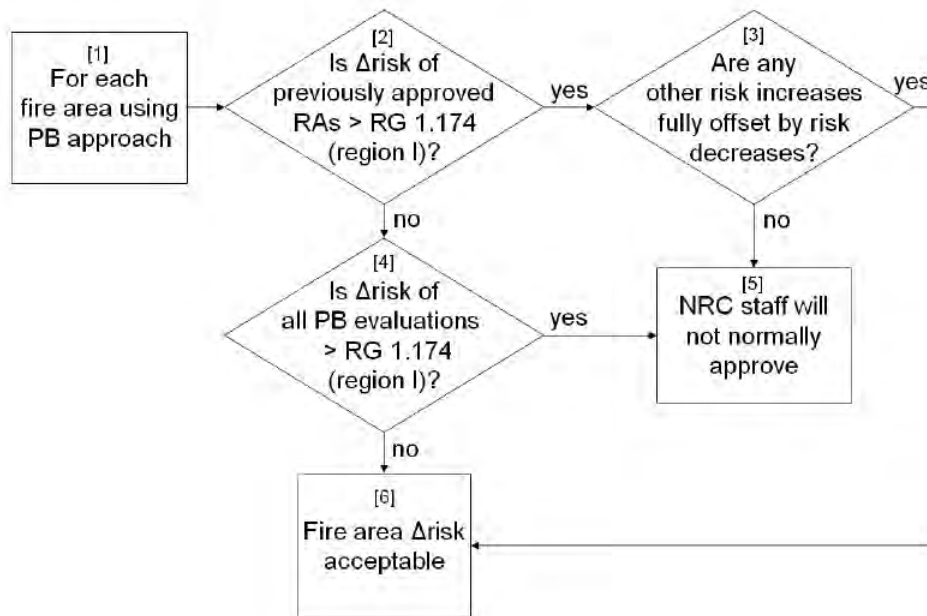 [1]
For each
fire area using
PB approach
[2]
Is Δrisk of
previously approved
RAs > RG 1.174
(region I)?
yes
[3]
Are any
other risk increases
fully offset by risk
decreases?
yes
no
no
[4]
Is Δrisk of
all PB evaluations
> RG 1.174
(region I)?
yes
[5]
NRC staff will
not normally
approve
no
[6]
Fire area Δrisk
acceptable